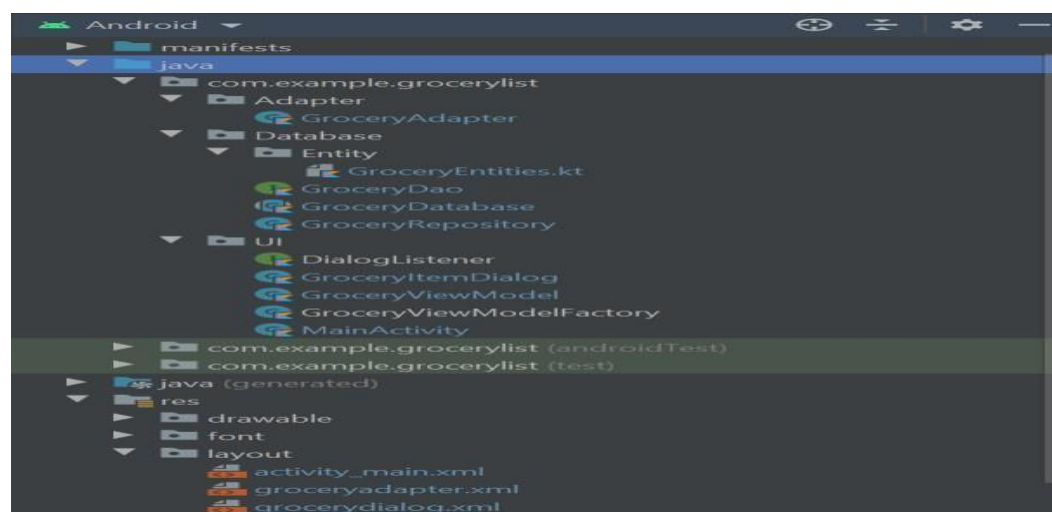 Android
manifests
java
com.example.grocerylist
Adapter
GroceryAdapter
Database
Entity
GroceryEntities.kt
GroceryDao
GroceryDatabase
GroceryRepository
UI
DialogListener
GroceryItemDialog
GroceryViewModel
GroceryViewModelFactory
MainActivity
com.example.grocerylist (androidTest)
com.example.grocerylist (test)
java (generated)
res
drawable
font
layout
activity_main.xml
groceryadapter.xml
grocerydialog.xml